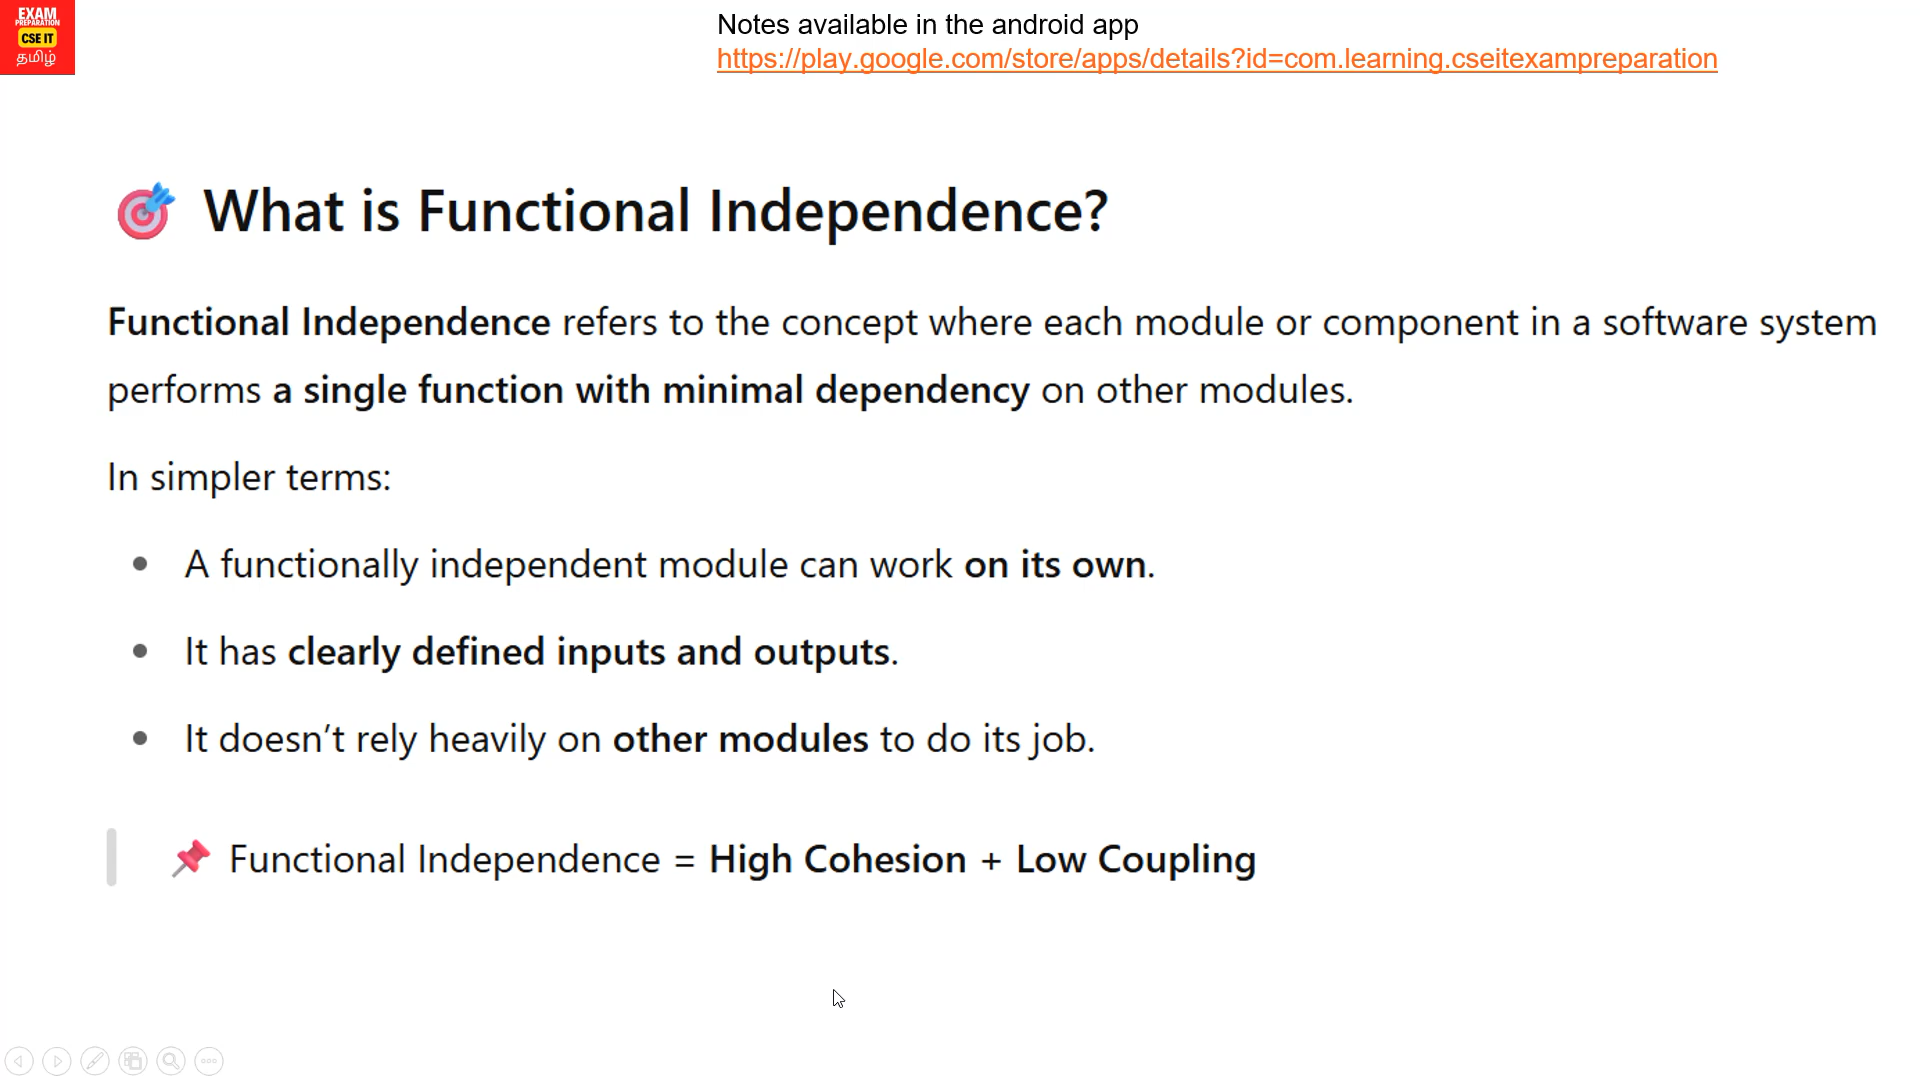 EXAM
PREPARATION
CSE IT
தமிழ்
Notes available in the android app
https://play.google.com/store/apps/details?id=com.learning.cseitexampreparation
What is Functional Independence?
Functional Independence refers to the concept where each module or component in a software system
performs a single function with minimal dependency on other modules.
In simpler terms:
• A functionally independent module can work on its own.
• It has clearly defined inputs and outputs.
• It doesn’t rely heavily on other modules to do its job.
Functional Independence = High Cohesion + Low Coupling